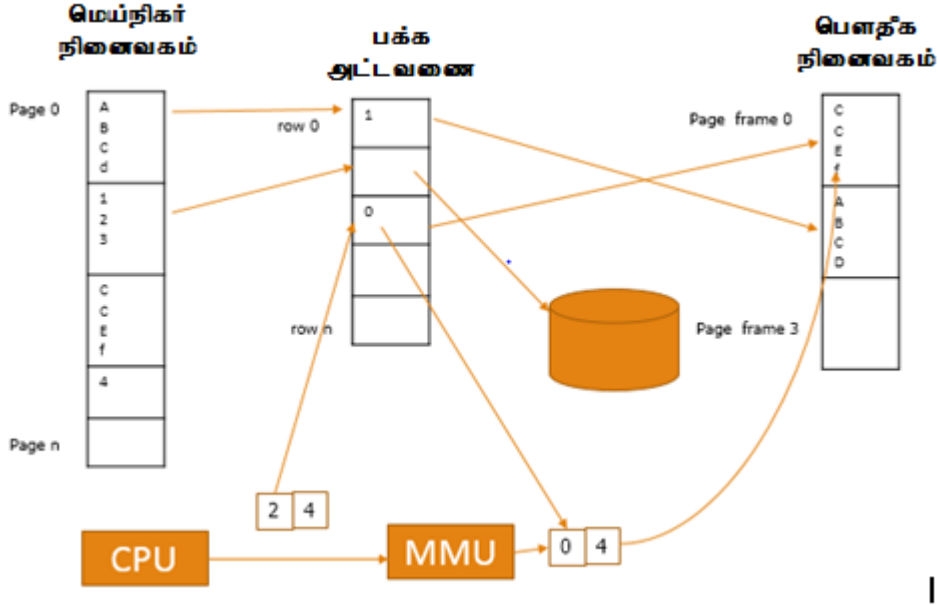 மெய்நிகர்
நினைவகம்
பக்க
அட்டவணை
பௌதீக
நினைவகம்
Page 0
A
B
C
d
1
2
3
C
C
E
f
4
Page n
row 0
1
0
row n
Page frame 0
C
C
E
f
A
B
C
D
Page frame 3
2 4
CPU
MMU
0 4